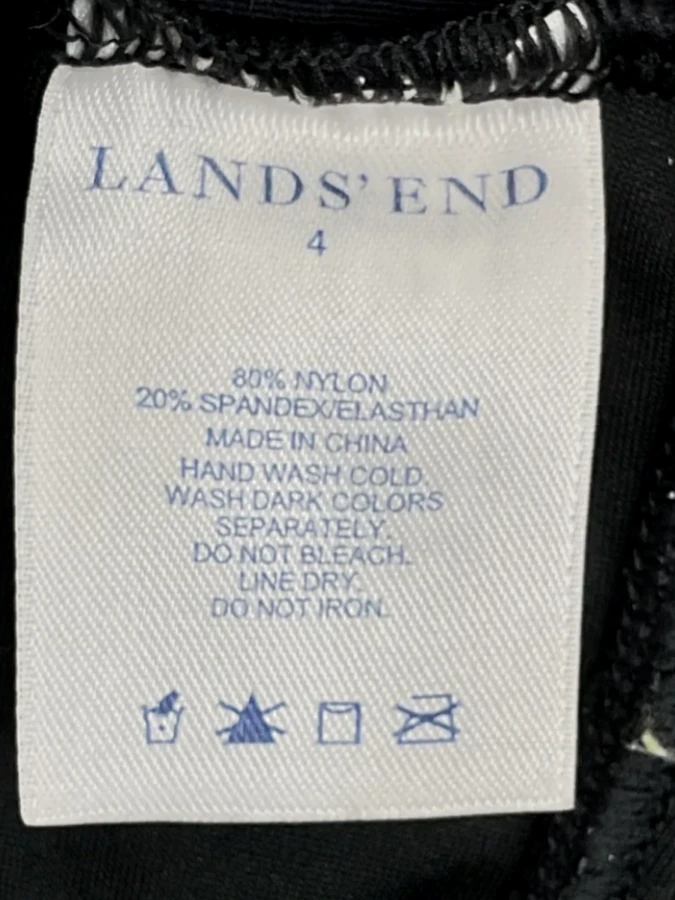 LANDS' END
4
80% NYLON
20% SPANDEX/ELASTHAN
MADE IN CHINA
HAND WASH COLD.
WASH DARK COLORS
SEPARATELY.
DO NOT BLEACH.
LINE DRY.
DO NOT IRON.